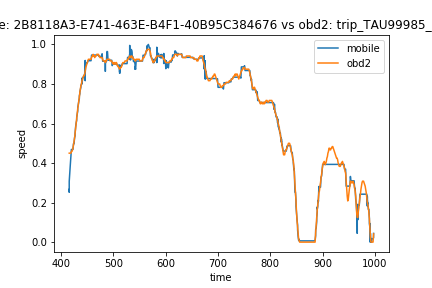 e: 2B8118A3-E741-463E-B4F1-40B95C384676 vs obd2: trip_TAU99985_
mobile
obd2
1.0
0.8
0.6
0.4
0.2
0.0
speed
400 500 600 700 800 900 1000
time